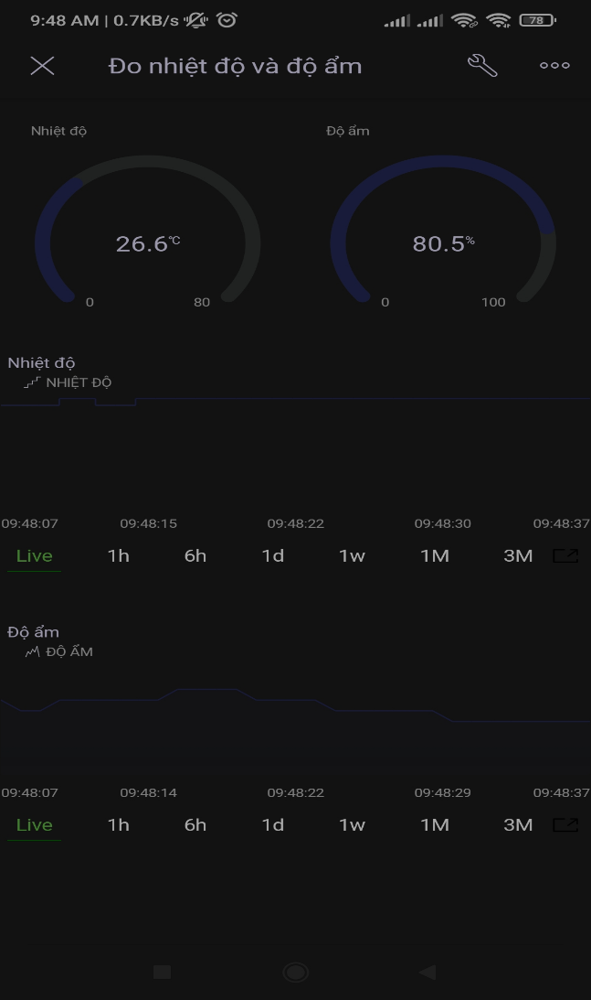 9:48 AM | 0.7KB/s 78
Đo nhiệt độ và độ ẩm
Nhiệt độ Độ ẩm
26.6°C 80.5%
0 80 0 100
Nhiệt độ
NHIỆT ĐỘ
09:48:07 09:48:15 09:48:22 09:48:30 09:48:37
Live 1h 6h 1d 1w 1M 3M
Độ ẩm
ĐỘ ẨM
09:48:07 09:48:14 09:48:22 09:48:29 09:48:37
Live 1h 6h 1d 1w 1M 3M